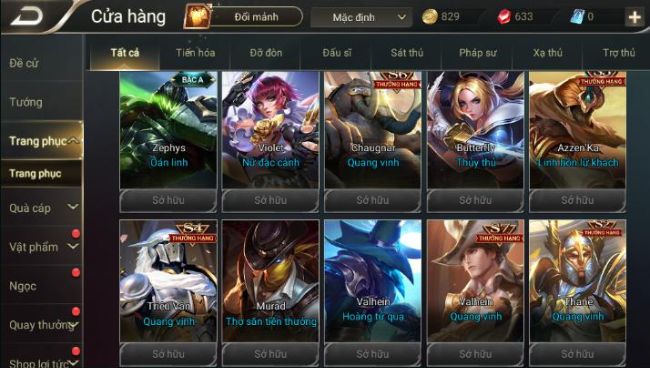 Cửa hàng
Đổi mảnh
Mặc định
829
633
0
Đề cử
Tướng
Trang phục
Trang phục
Quà cáp
Vật phẩm
Ngọc
Quay thưởng
Shop lợi tức
Tất cả
Tiến hóa
Đỡ đòn
Đấu sĩ
Sát thủ
Pháp sư
Xạ thủ
Trợ thủ
BẬC A
Zephys
Oán linh
Sở hữu
Violet
Nữ đặc cảnh
Sở hữu
S6
THƯỞNG HẠNG
Chaugnar
Quang vinh
Sở hữu
Butterfly
Thủy thủ
Sở hữu
THƯỞNG HẠNG
Azzen'Ka
Linh hồn lữ khách
Sở hữu
S4
THƯỞNG HẠNG
Triệu Vân
Quang vinh
Sở hữu
Murad
Thợ săn tiền thưởng
Sở hữu
Valhein
Hoàng tử quạ
Sở hữu
S7
THƯỞNG HẠNG
Valhein
Quang vinh
Sở hữu
THƯỞNG HẠNG
Thane
Quang vinh
Sở hữu